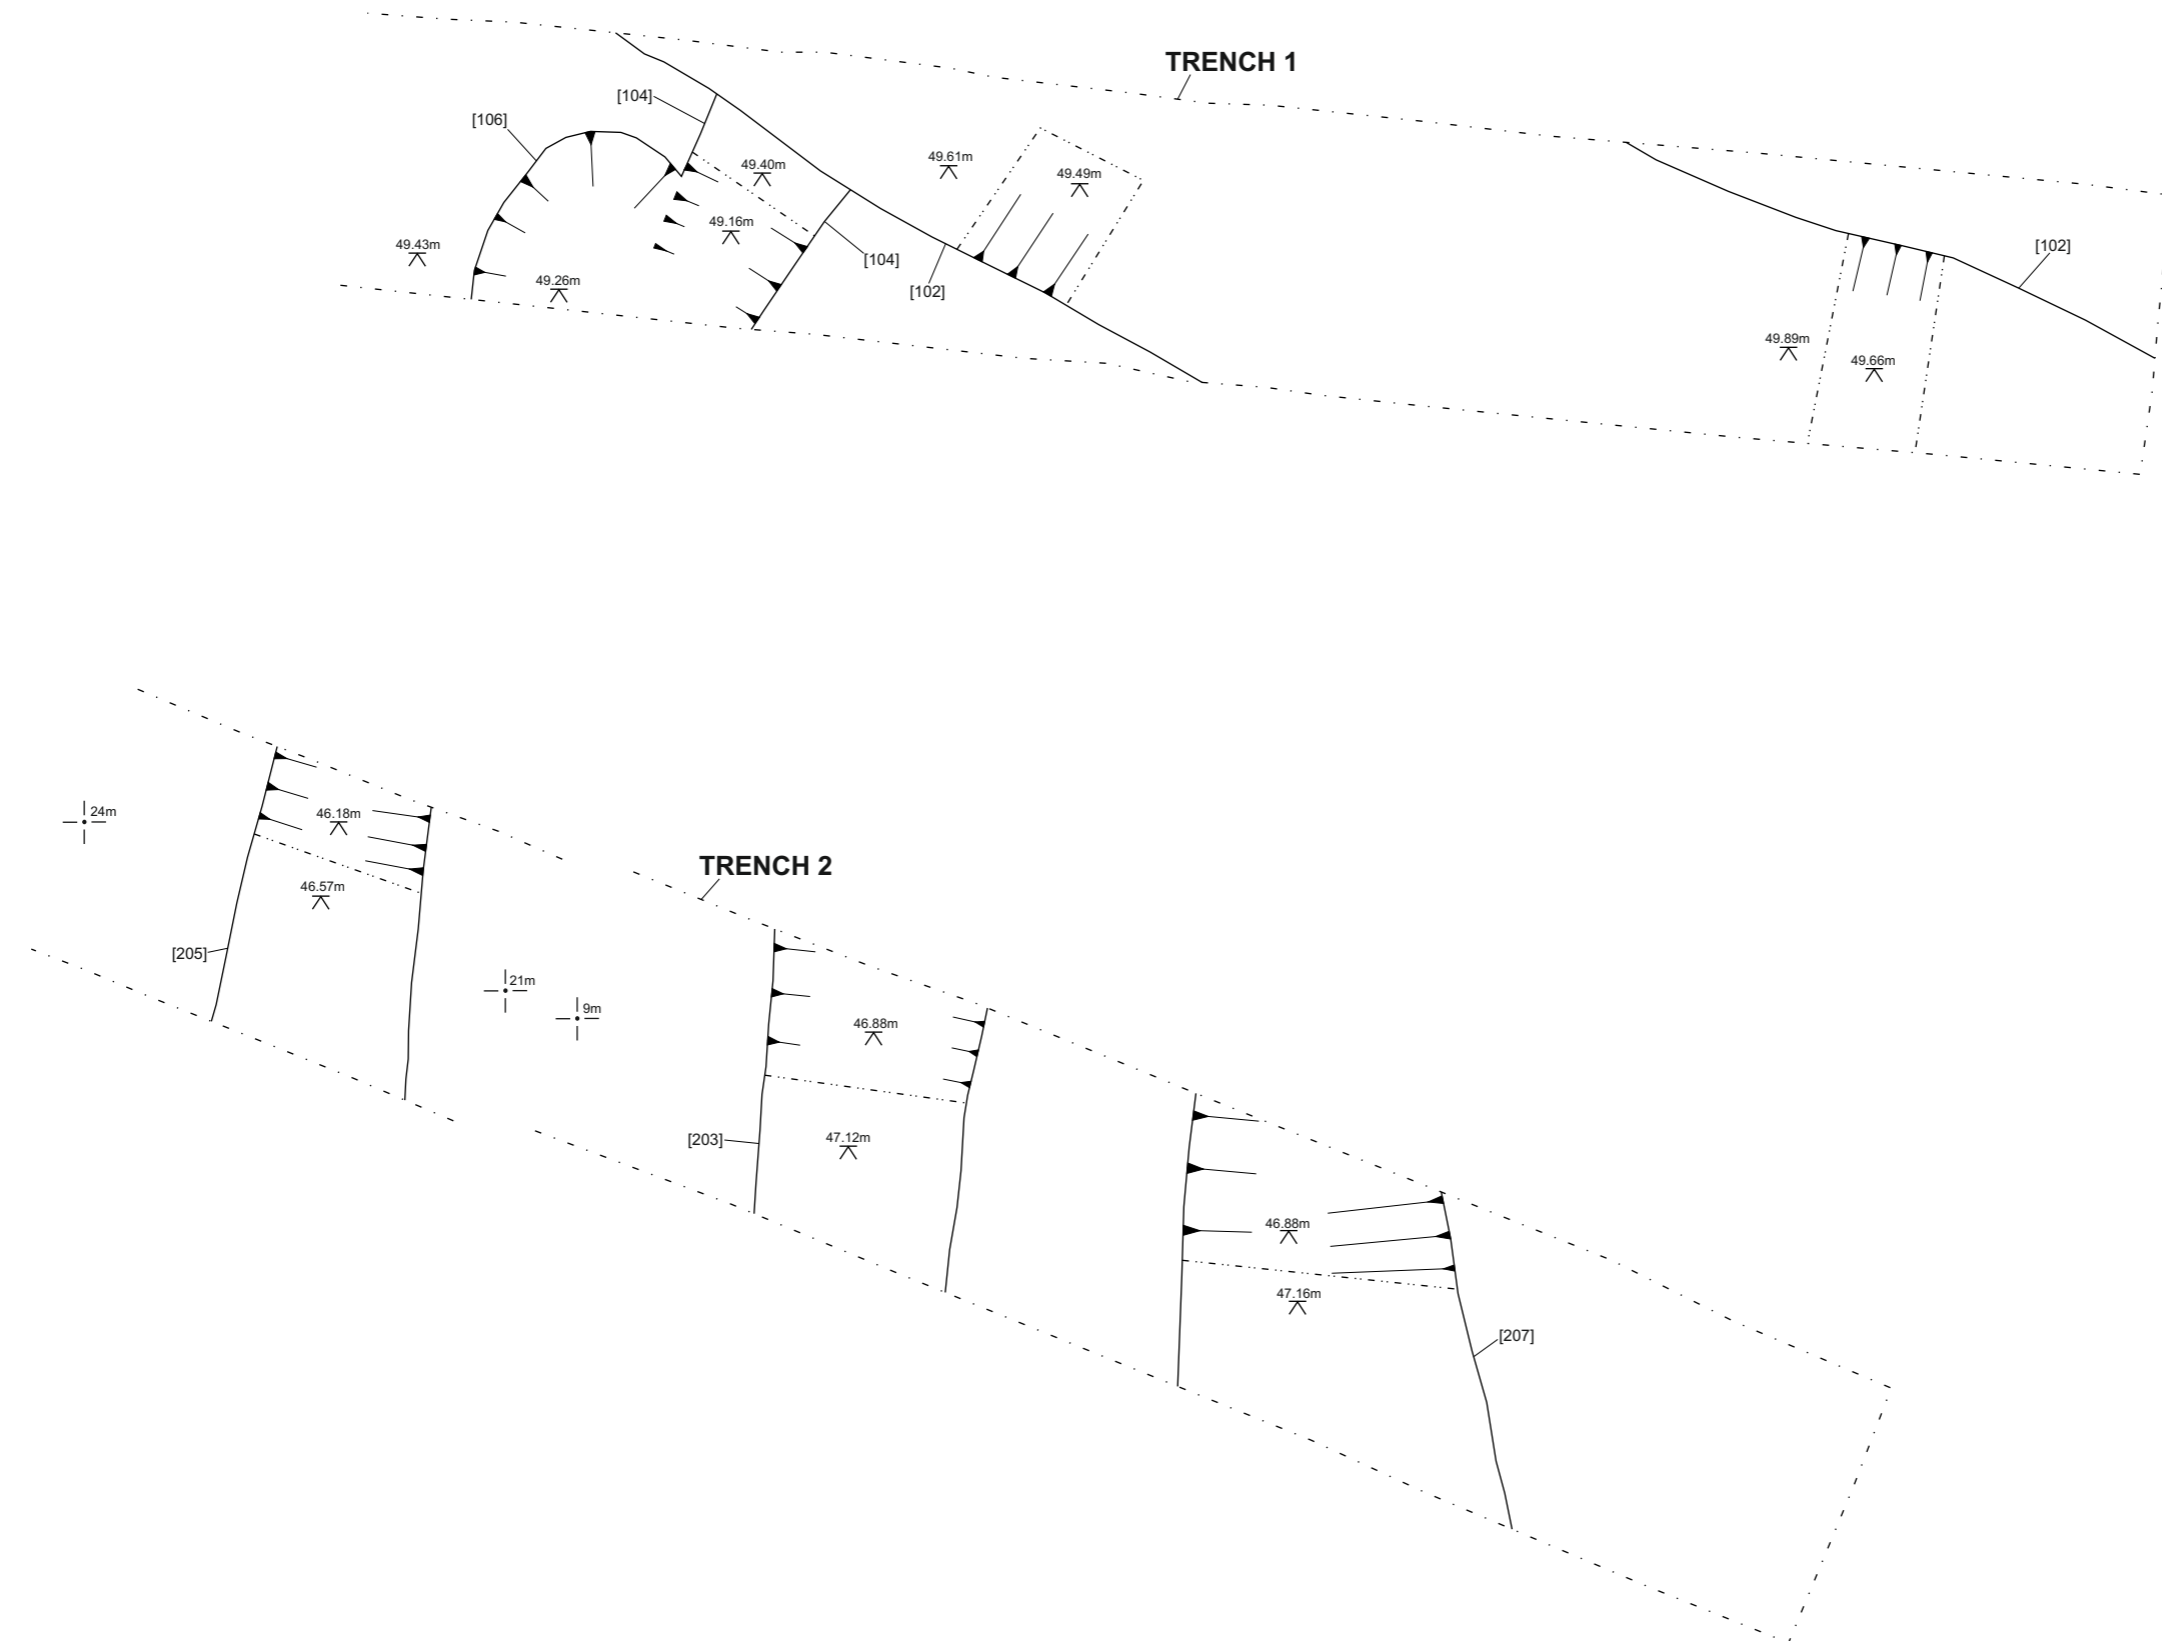 TRENCH 1
[104]
[106]
49.40m
49.61m
49.49m
49.16m
49.43m
[104]
[102]
[102]
49.26m
49.89m
49.66m
24m
46.18m
TRENCH 2
46.57m
[205]
21m
9m
46.88m
[203]
47.12m
46.88m
47.16m
[207]